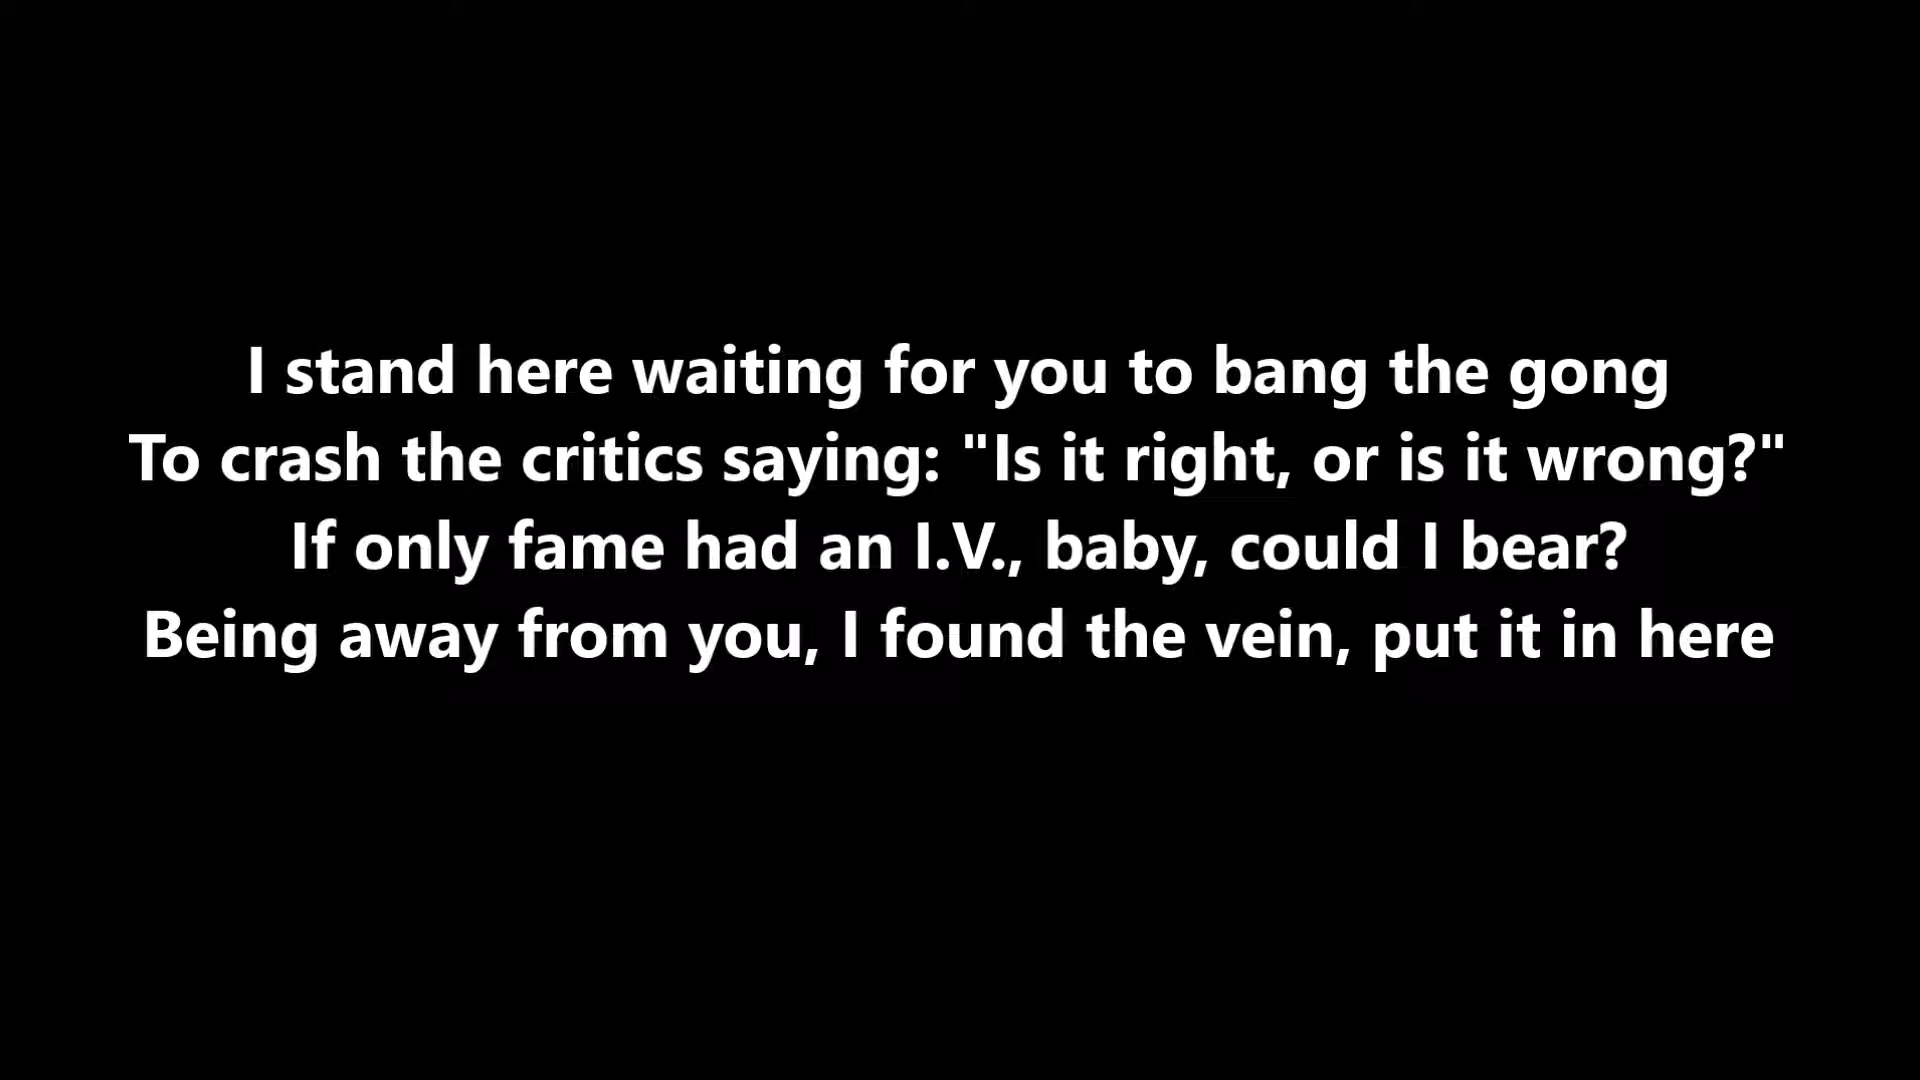 I stand here waiting for you to bang the gong
To crash the critics saying: "Is it right, or is it wrong?"
If only fame had an I.V., baby, could I bear?
Being away from you, I found the vein, put it in here